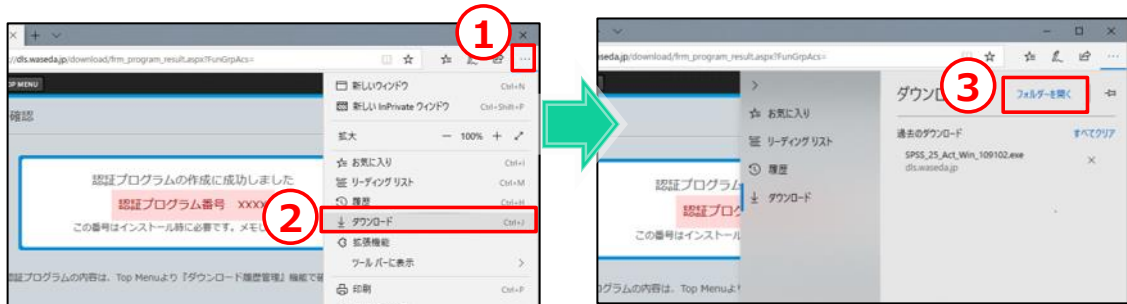 ①
://dls.waseda.jp/download/frm_program_result.aspx?FunGrpAcs=
OP MENU
確認
認証プログラムの作成に成功しました
認証プログラム番号 XXXX
この番号はインストール時に必要です。メモし
認証プログラムの内容は、Top Menuより『ダウンロード履歴管理』機能で確
新しいウィンドウ Ctrl+N
新しい InPrivate ウィンドウ Ctrl+Shift+P
拡大 — 100% +
お気に入り Ctrl+I
リーディング リスト Ctrl+M
履歴 Ctrl+H
②
ダウンロード Ctrl+J
拡張機能
ツール バーに表示
印刷 Ctrl+P
seda.jp/download/frm_program_result.aspx?FunGrpAcs=
認証プログラム
認証プロ
この番号はインストール
ログラムの内容は、Top Menuよ
お気に入り
リーディング リスト
履歴
ダウンロード
ダウンロ
③
フォルダーを開く
過去のダウンロード すべてクリア
SPSS_25_Act_Win_109102.exe
dls.waseda.jp